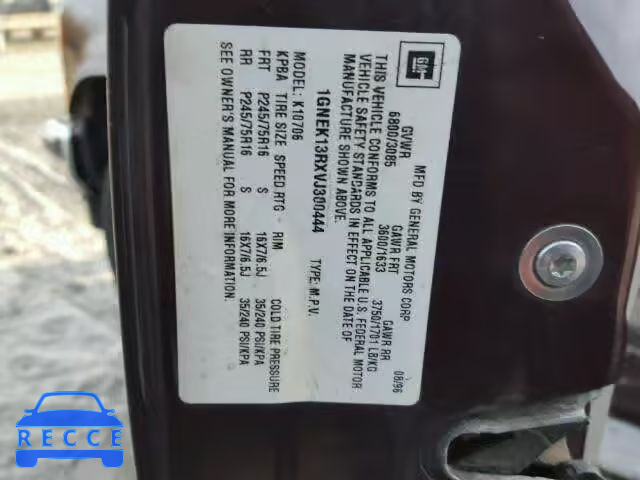 GM
MFD BY GENERAL MOTORS CORP 08/96
GVWR GAWR FRT GAWR RR
6800/3085 3600/1633 3750/1701 LB/KG
THIS VEHICLE CONFORMS TO ALL APPLICABLE U.S. FEDERAL MOTOR
VEHICLE SAFETY STANDARDS IN EFFECT ON THE DATE OF
MANUFACTURE SHOWN ABOVE.
1GNEK13RXVJ300444 TYPE: M.P.V.
MODEL: K10706
KPBA TIRE SIZE SPEED RTG RIM COLD TIRE PRESSURE
FRT P245/75R16 S 16X7/6.5J 35/240 PSI/KPA
RR P245/75R16 S 16X7/6.5J 35/240 PSI/KPA
SEE OWNER'S MANUAL FOR MORE INFORMATION.
RECCE